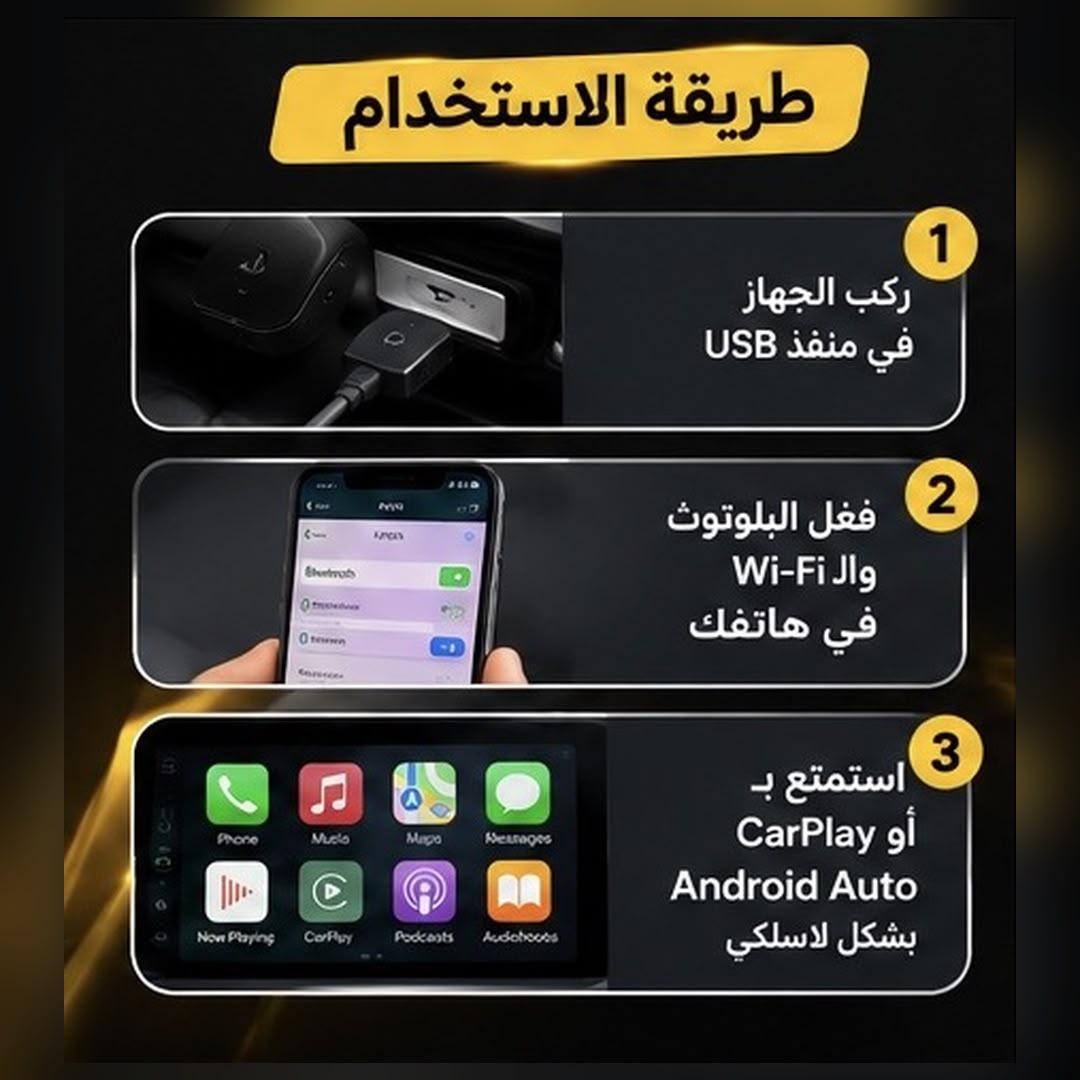 طريقة الاستخدام
1
ركب الجهاز
في منفذ USB
2
فغل البلوتوث
والـ Wi-Fi
في هاتفك
3
استمتع بـ
CarPlay أو
Android Auto
بشكل لاسلكي
Phone
Music
Maps
Messages
Now Playing
CarPlay
Podcasts
Audiobooks